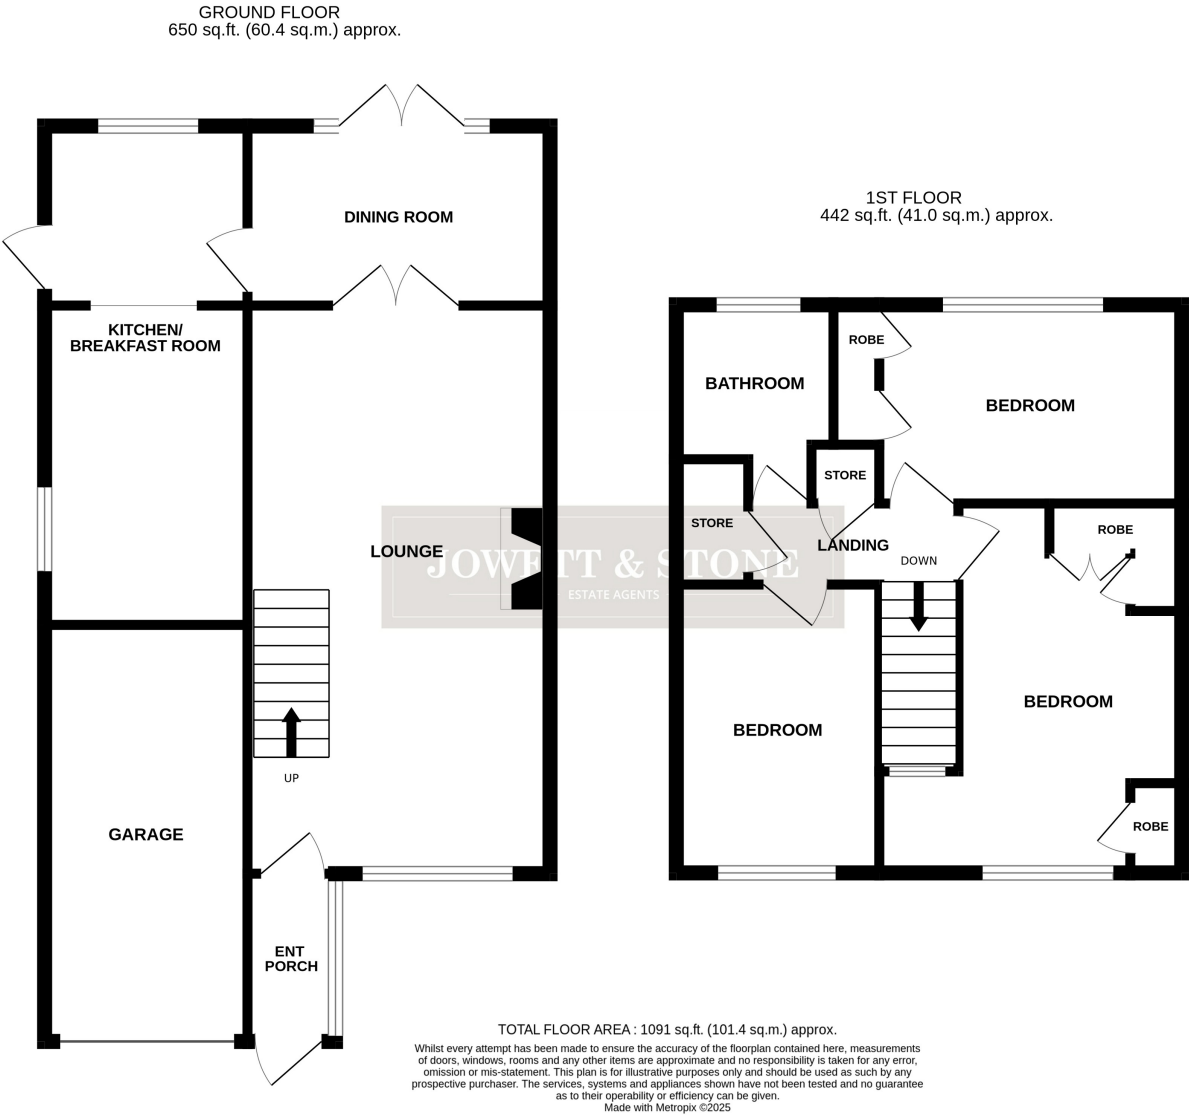 GROUND FLOOR
650 sq.ft. (60.4 sq.m.) approx.
DINING ROOM
KITCHEN/
BREAKFAST ROOM
LOUNGE
UP
GARAGE
ENT
PORCH
1ST FLOOR
442 sq.ft. (41.0 sq.m.) approx.
ROBE
BATHROOM
BEDROOM
STORE
STORE
LANDING
DOWN
ROBE
BEDROOM
BEDROOM
ROBE
JOWETT & STONE
ESTATE AGENTS
TOTAL FLOOR AREA : 1091 sq.ft. (101.4 sq.m.) approx.
Whilst every attempt has been made to ensure the accuracy of the floorplan contained here, measurements
of doors, windows, rooms and any other items are approximate and no responsibility is taken for any error,
omission or mis-statement. This plan is for illustrative purposes only and should be used as such by any
prospective purchaser. The services, systems and appliances shown have not been tested and no guarantee
as to their operability or efficiency can be given.
Made with Metropix ©2025